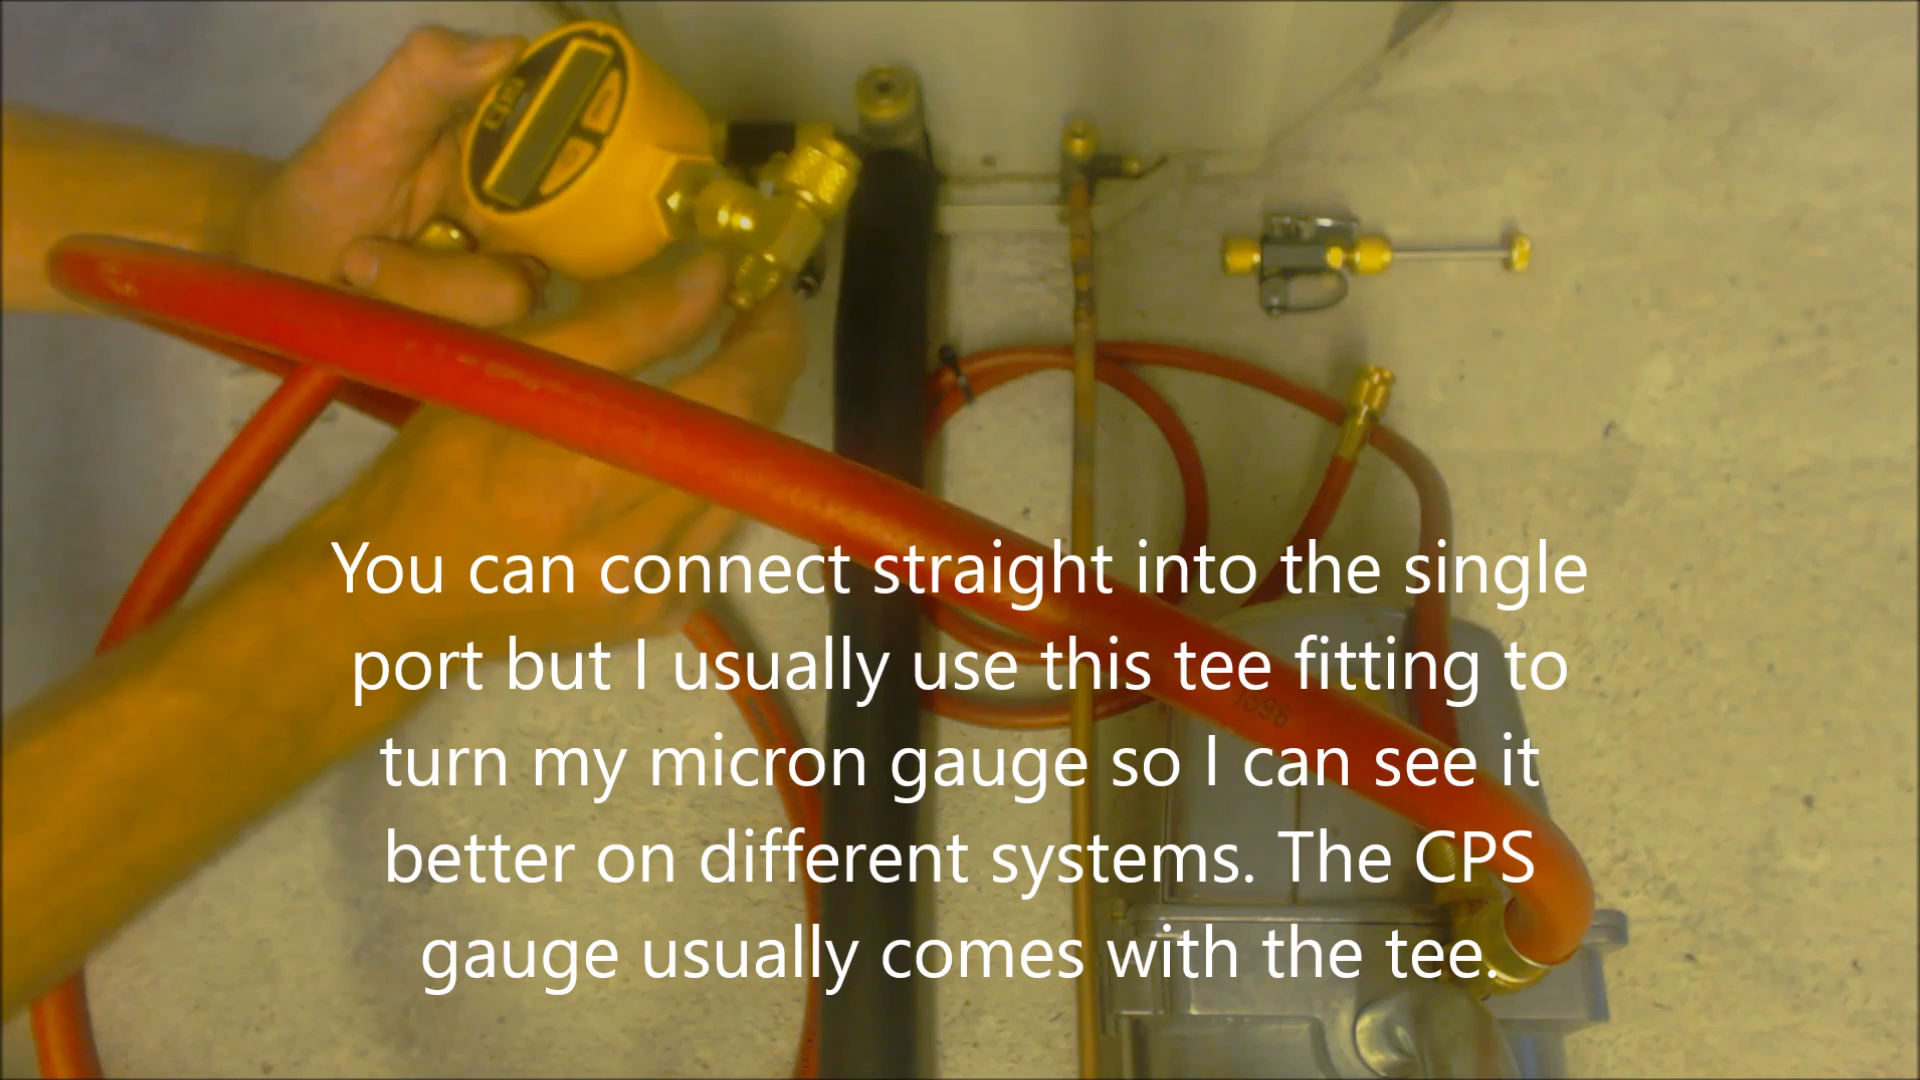 CPS
You can connect straight into the single
port but I usually use this tee fitting to
turn my micron gauge so I can see it
better on different systems. The CPS
gauge usually comes with the tee.